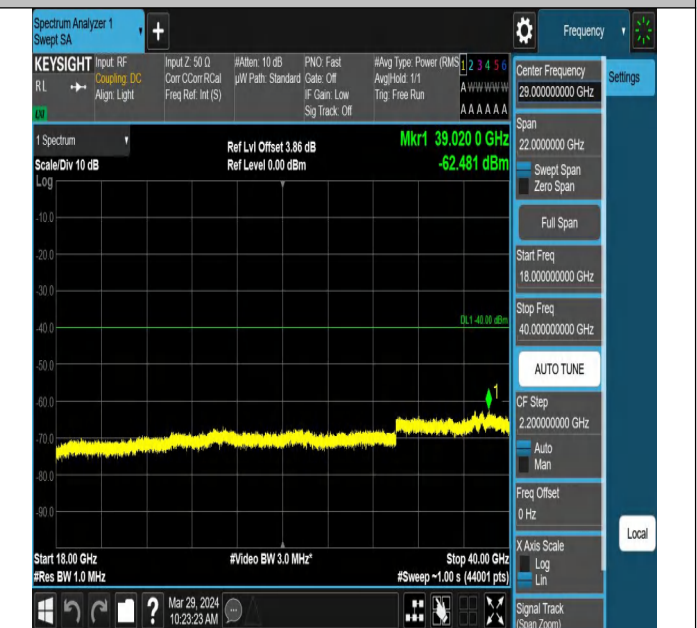 Spectrum Analyzer 1
Swept SA
+
Frequency
KEYSIGHT
RL
LXI
Input: RF
Coupling: DC
Align: Light
Input Z: 50 Ω
Corr CCorr RCal
Freq Ref: Int (S)
#Atten: 10 dB
µW Path: Standard
PNO: Fast
Gate: Off
IF Gain: Low
Sig Track: Off
#Avg Type: Power (RMS
Avg|Hold: 1/1
Trig: Free Run
1 2 3 4 5 6
A W W W W W
A A A A A A
1 Spectrum
Scale/Div 10 dB
Log
Ref Lvl Offset 3.86 dB
Ref Level 0.00 dBm
Mkr1 39.020 0 GHz
-62.481 dBm
-10.0
-20.0
-30.0
-40.0
DL1 -40.00 dBm
-50.0
-60.0
1
-70.0
-80.0
-90.0
Start 18.00 GHz
#Res BW 1.0 MHz
#Video BW 3.0 MHz*
Stop 40.00 GHz
#Sweep ~1.00 s (44001 pts)
?
Mar 29, 2024
10:23:23 AM
Center Frequency
29.000000000 GHz
Settings
Span
22.0000000 GHz
Swept Span
Zero Span
Full Span
Start Freq
18.000000000 GHz
Stop Freq
40.000000000 GHz
AUTO TUNE
CF Step
2.200000000 GHz
Auto
Man
Freq Offset
0 Hz
X Axis Scale
Log
Lin
Local
Signal Track
(Span Zoom)